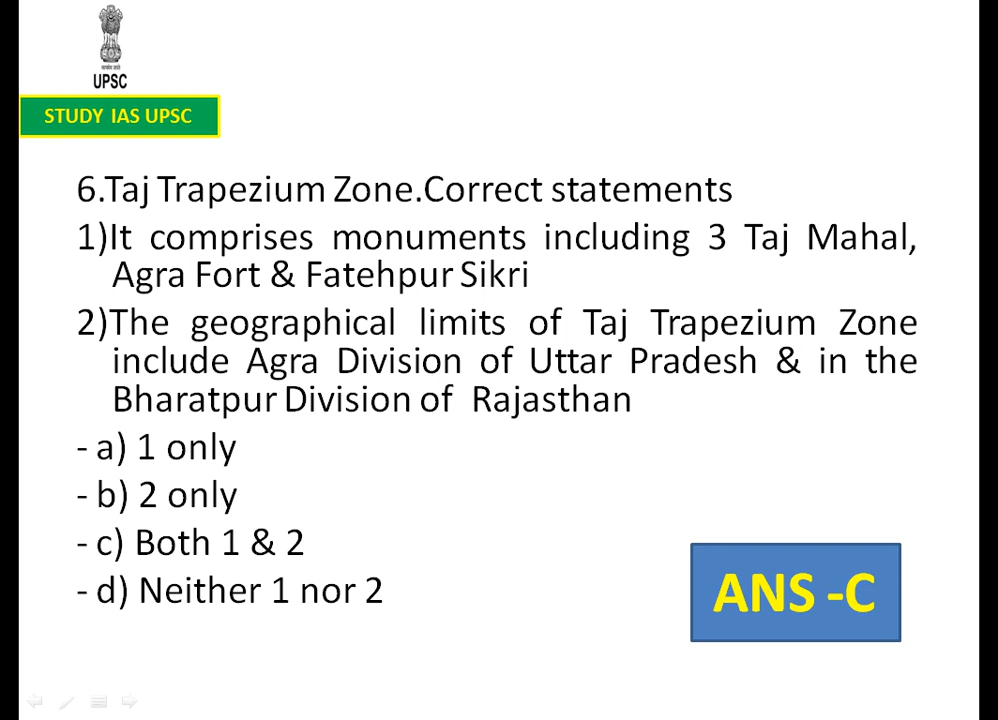 UPSC
STUDY IAS UPSC
6.Taj Trapezium Zone.Correct statements
1)It comprises monuments including 3 Taj Mahal,
Agra Fort & Fatehpur Sikri
2)The geographical limits of Taj Trapezium Zone
include Agra Division of Uttar Pradesh & in the
Bharatpur Division of Rajasthan
- a) 1 only
- b) 2 only
- c) Both 1 & 2
- d) Neither 1 nor 2
ANS -C